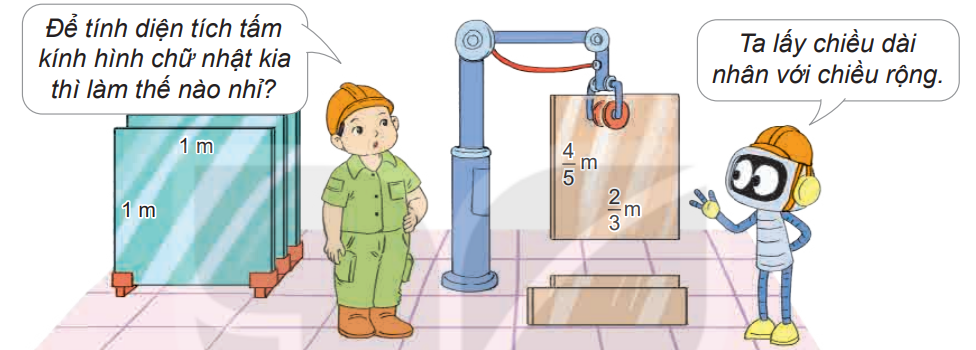 Để tính diện tích tấm
kính hình chữ nhật kia
thì làm thế nào nhỉ?
Ta lấy chiều dài
nhân với chiều rộng.
1 m
1 m
4/5 m
2/3 m